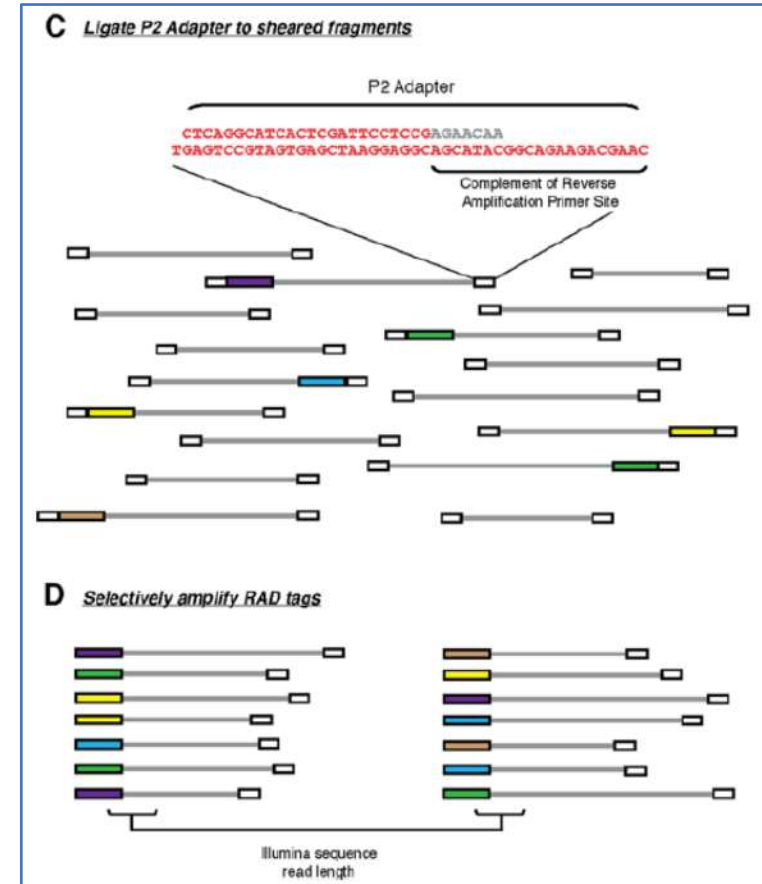 C Ligate P2 Adapter to sheared fragments
P2 Adapter
CTCAGGCATCACTCGATTCCTCCGAGAACAA
TGAGTCCGTAGTGAGCTAAGGAGGCAGCATACGGCAGAAGACGAAC
Complement of Reverse
Amplification Primer Site
D Selectively amplify RAD tags
Illumina sequence
read length